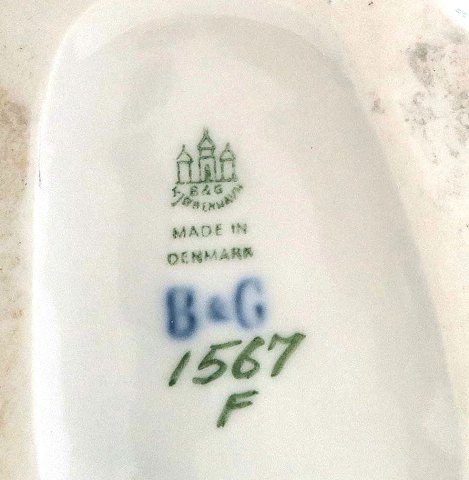 B&G
KJØBENHAVN
MADE IN
DENMARK
B&G
1567
F